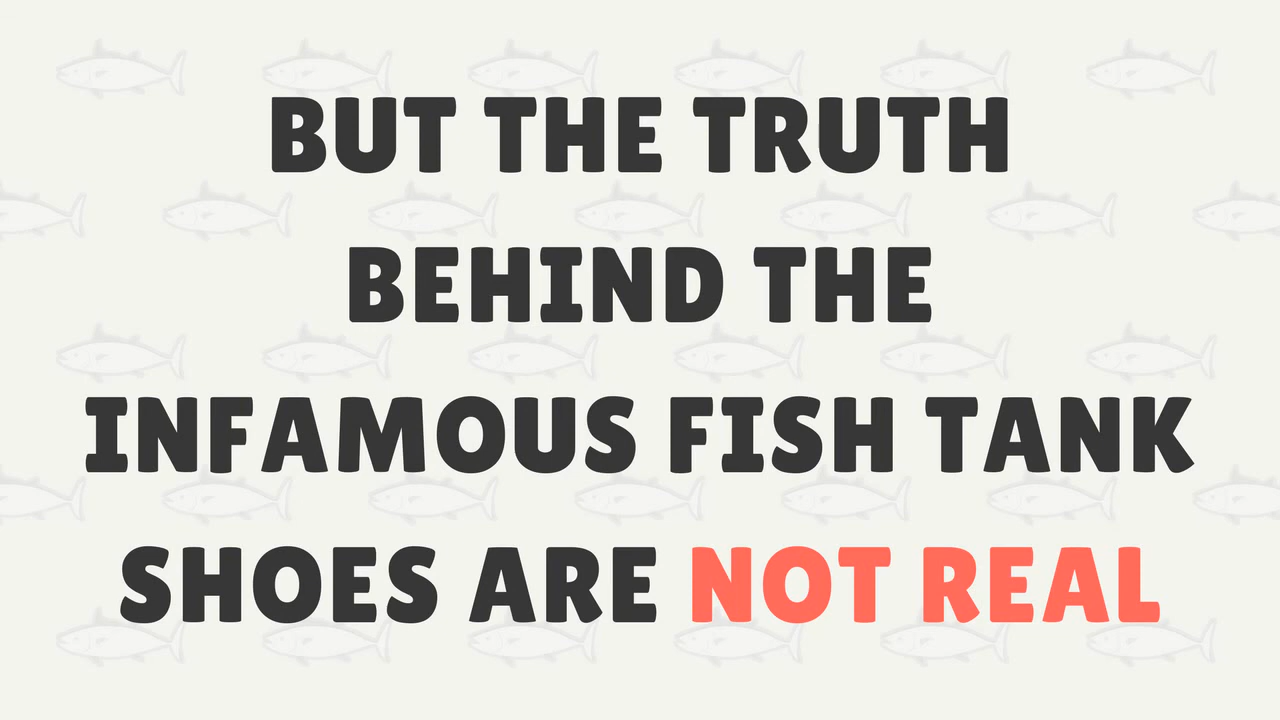 BUT THE TRUTH
BEHIND THE
INFAMOUS FISH TANK
SHOES ARE NOT REAL